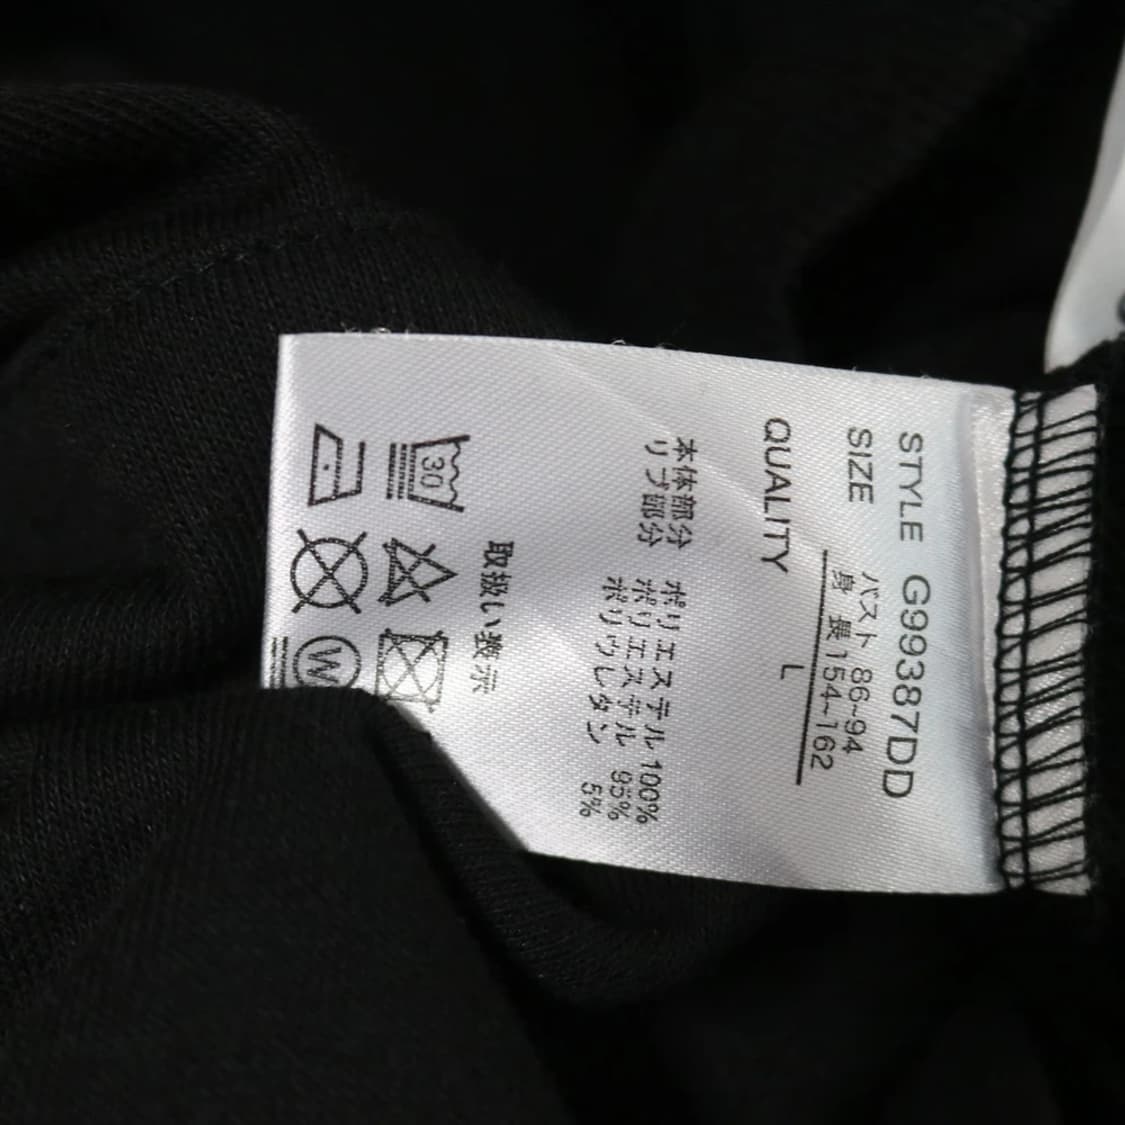 STYLE G99387DD
SIZE バスト 86~94
身 長 154~162
L
QUALITY
本体部分 ポリエステル 100%
リブ部分 ポリエステル 95%
ポリウレタン 5%
取扱い表示
30
W